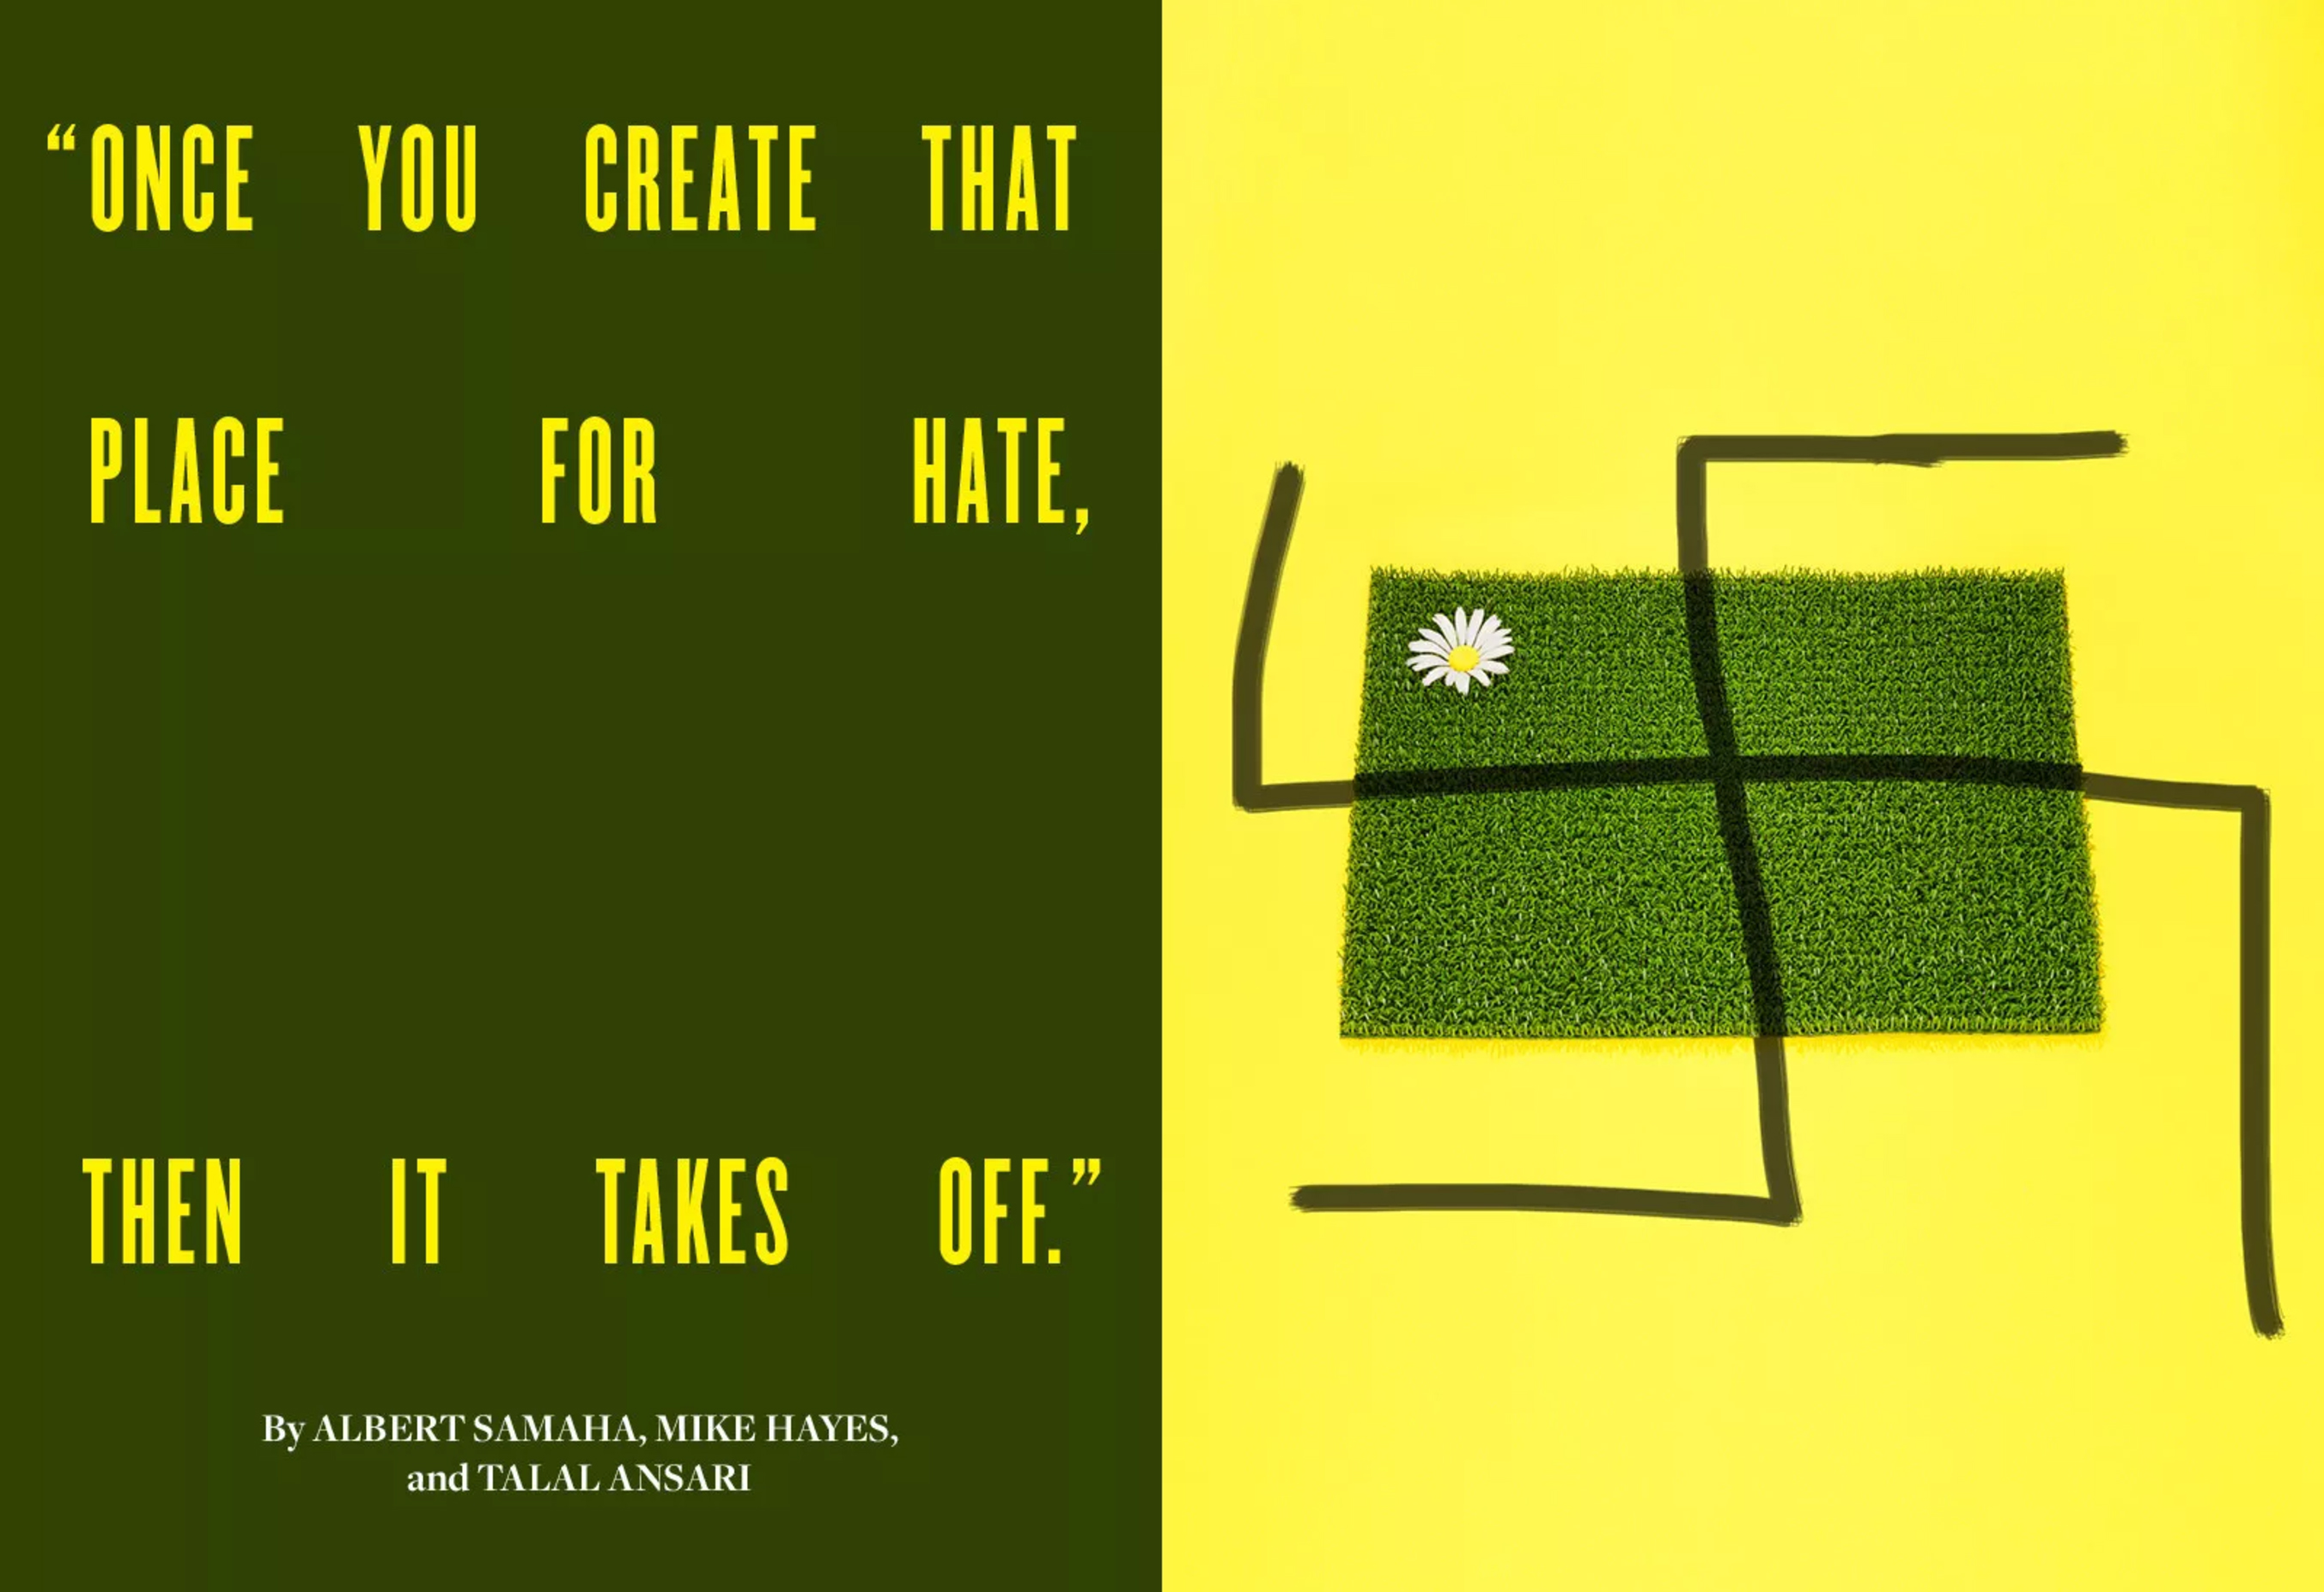 “ONCE YOU CREATE THAT
PLACE FOR HATE,
THEN IT TAKES OFF.”
By ALBERT SAMAHA, MIKE HAYES,
and TALAL ANSARI